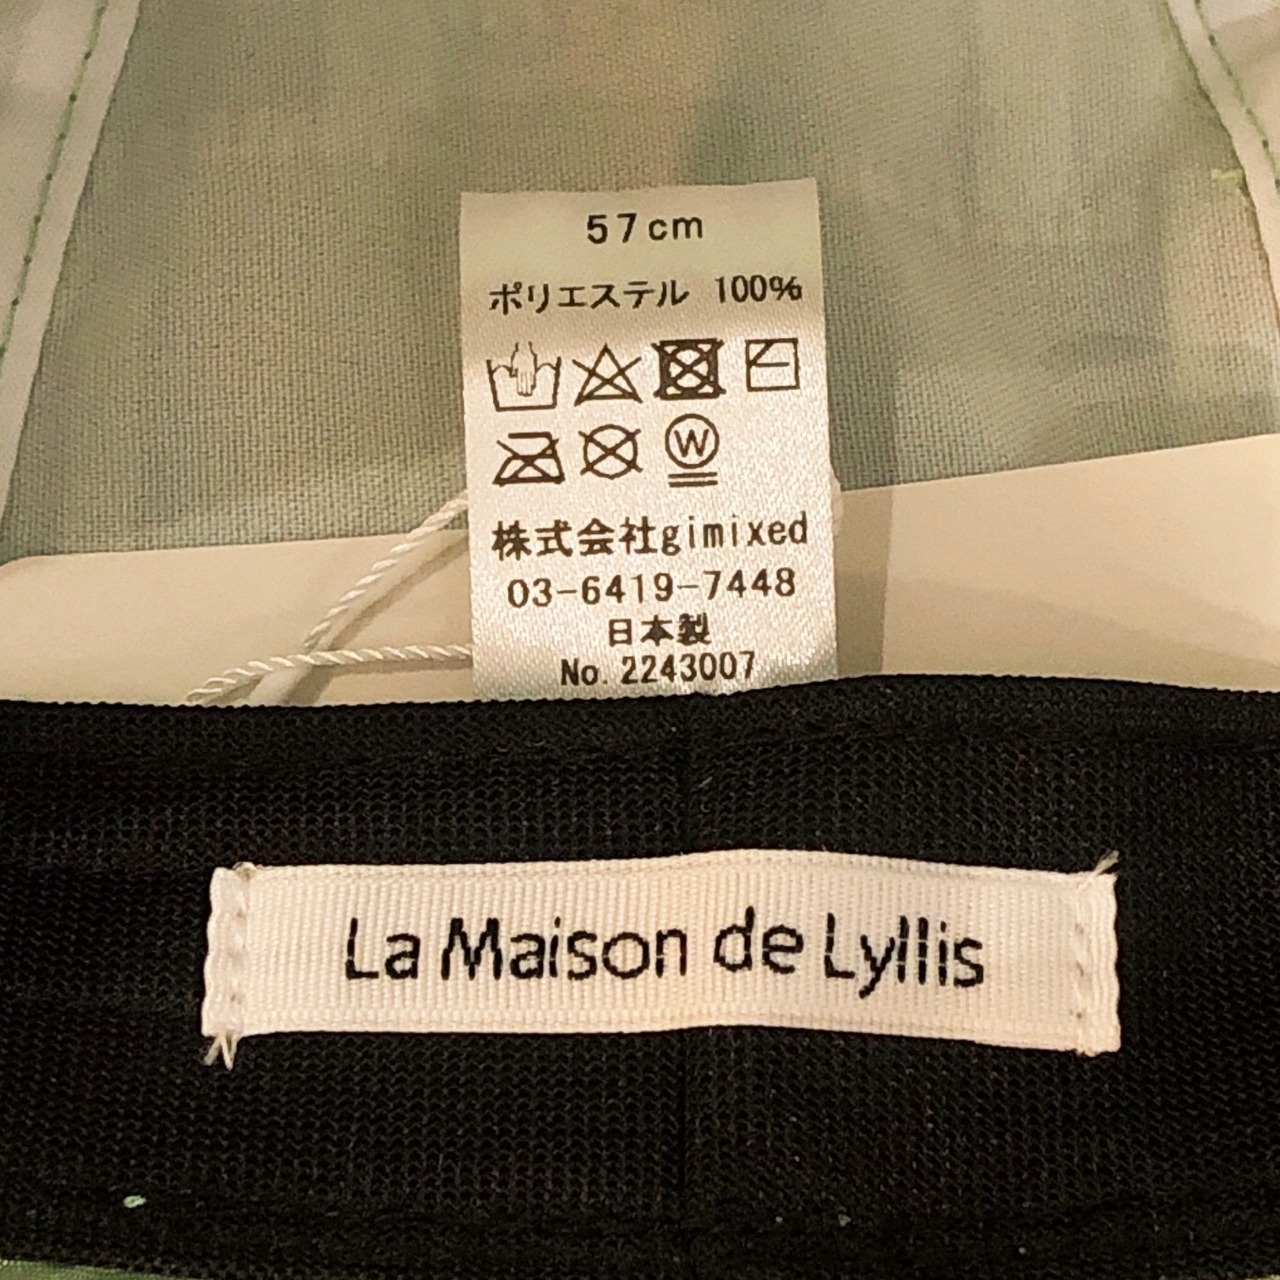 57cm
ポリエステル 100%
W
株式会社gimixed
03-6419-7448
日本製
No. 2243007
La Maison de Lyllis